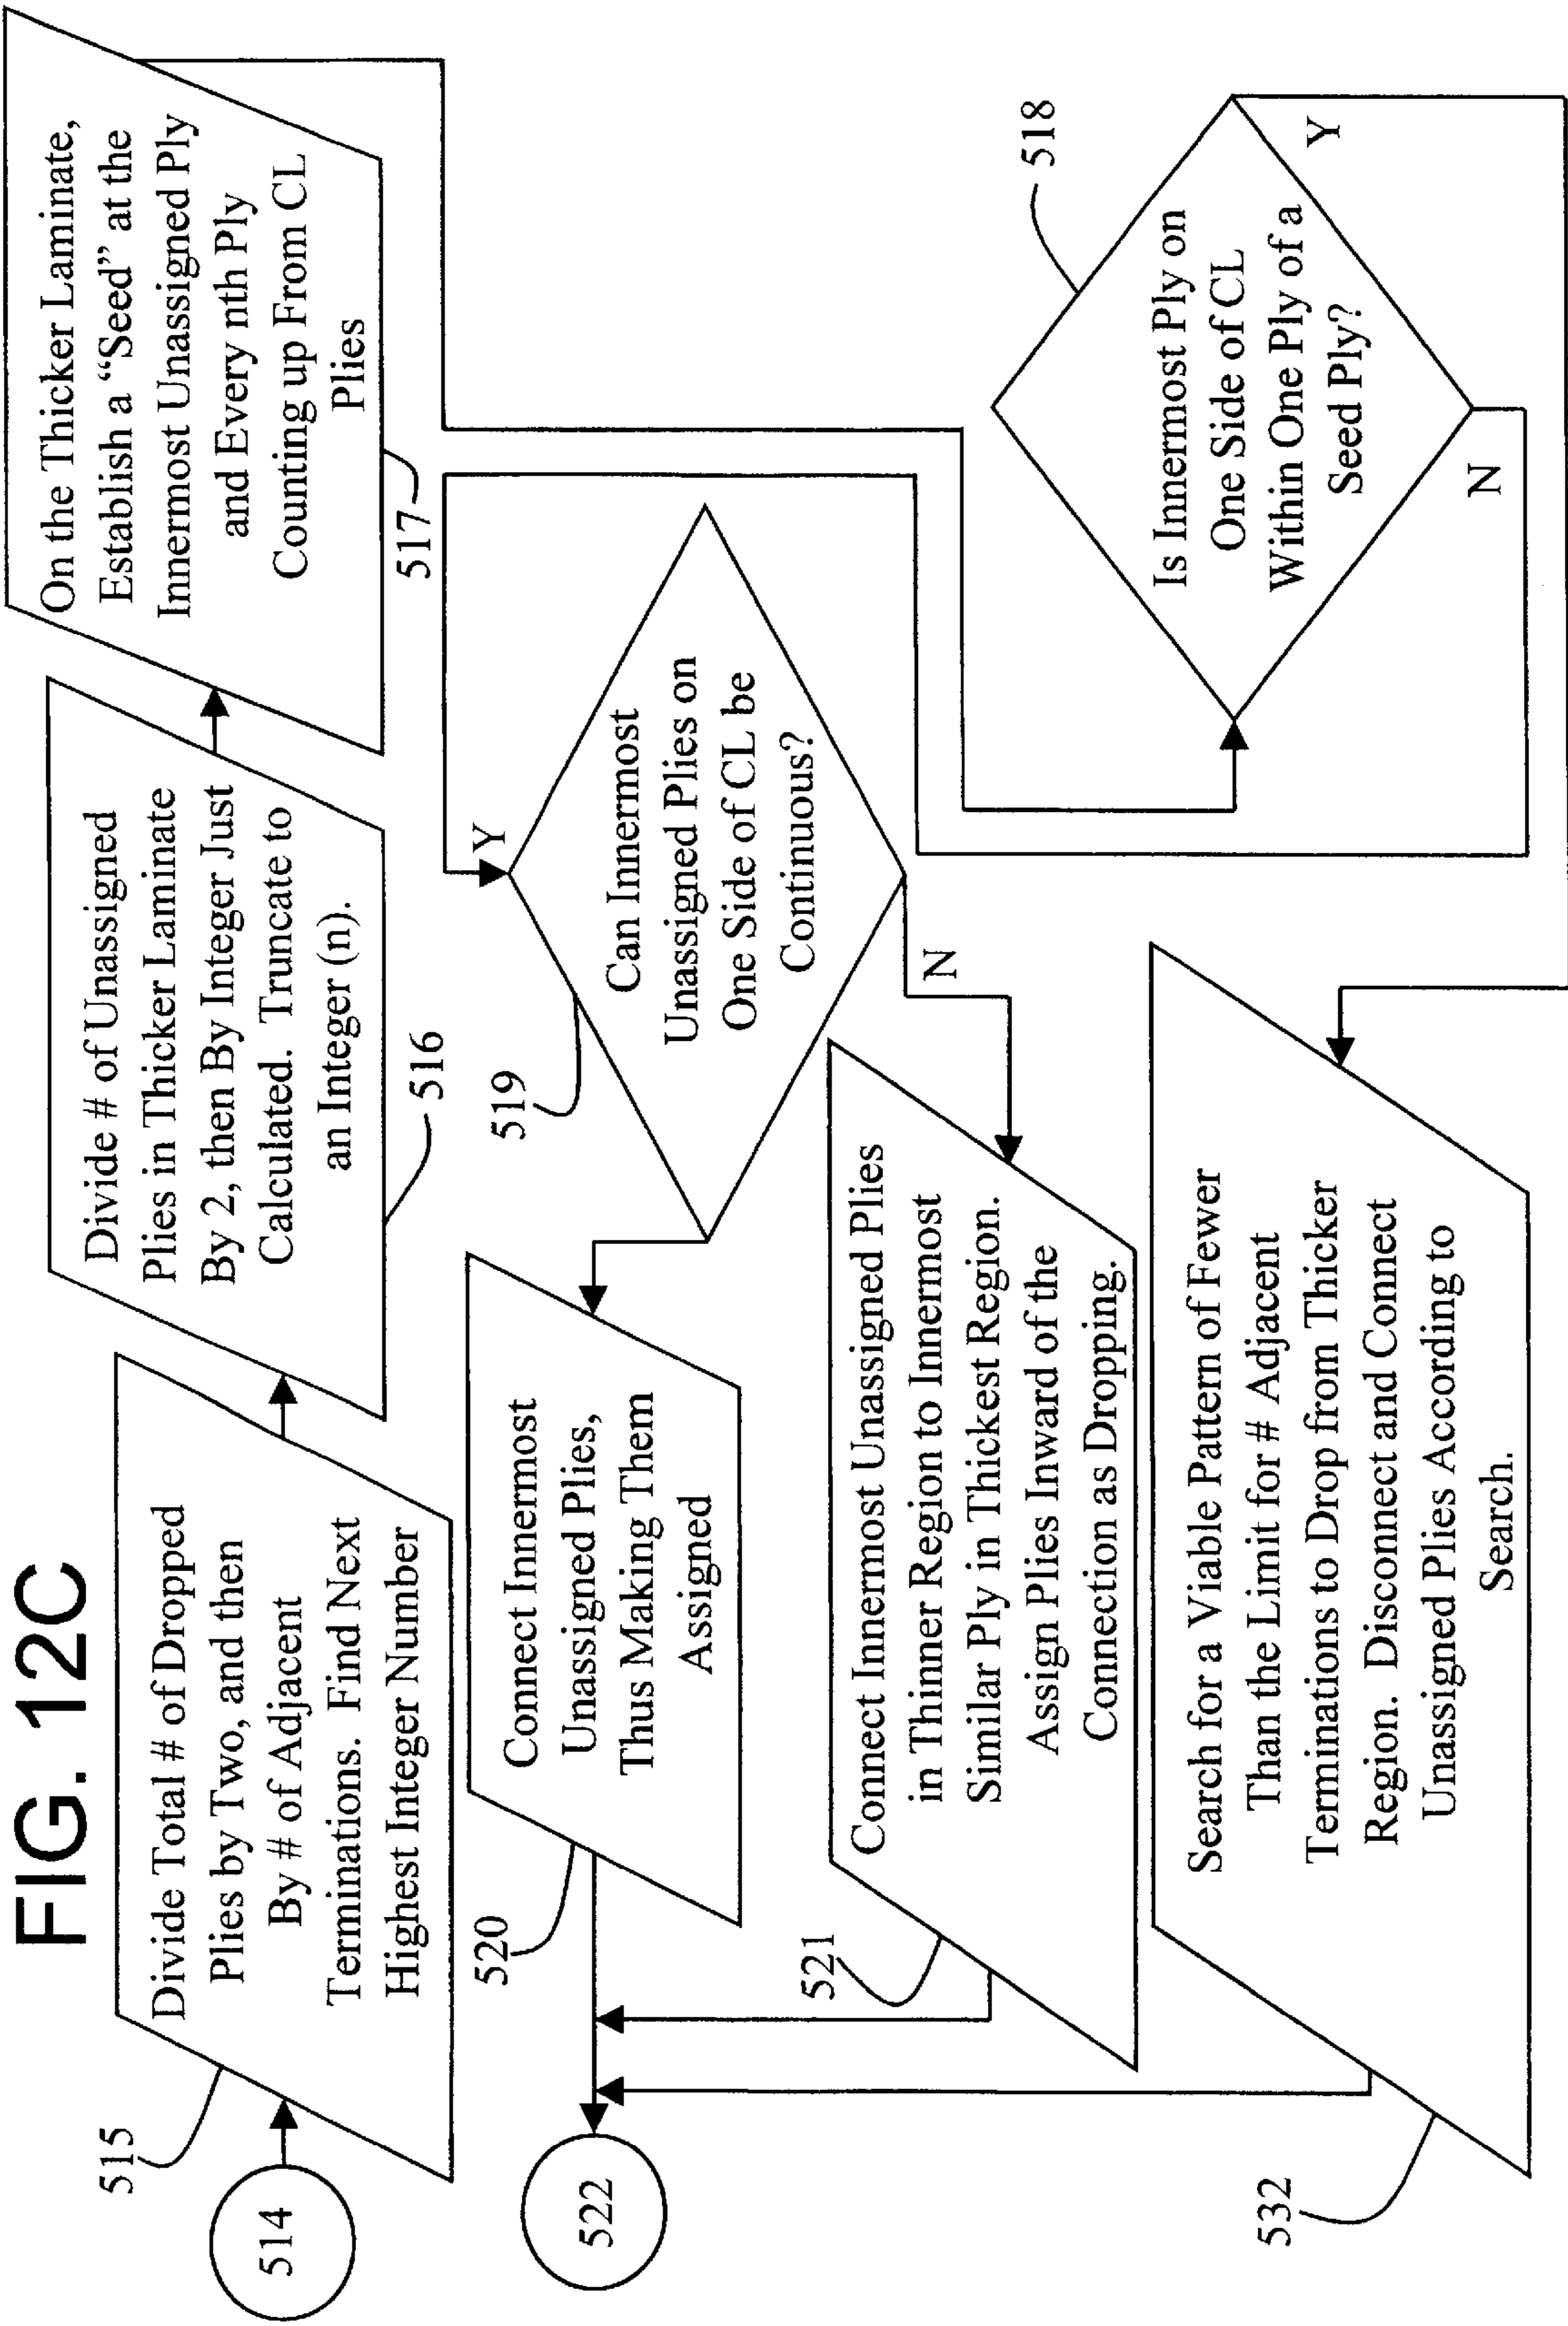 FIG. 12C
514
515
Divide Total # of Dropped
Plies by Two, and then
By # of Adjacent
Terminations. Find Next
Highest Integer Number
Divide # of Unassigned
Plies in Thicker Laminate
By 2, then By Integer Just
Calculated. Truncate to
an Integer (n).
516
On the Thicker Laminate,
Establish a “Seed” at the
Innermost Unassigned Ply
and Every nth Ply
Counting up From CL
Plies
517
522
520
Connect Innermost
Unassigned Plies,
Thus Making Them
Assigned
519
Y
Can Innermost
Unassigned Plies on
One Side of CL be
Continuous?
N
521
Connect Innermost Unassigned Plies
in Thinner Region to Innermost
Similar Ply in Thickest Region.
Assign Plies Inward of the
Connection as Dropping.
518
Is Innermost Ply on
One Side of CL
Within One Ply of a
Seed Ply?
Y
N
532
Search for a Viable Pattern of Fewer
Than the Limit for # Adjacent
Terminations to Drop from Thicker
Region. Disconnect and Connect
Unassigned Plies According to
Search.